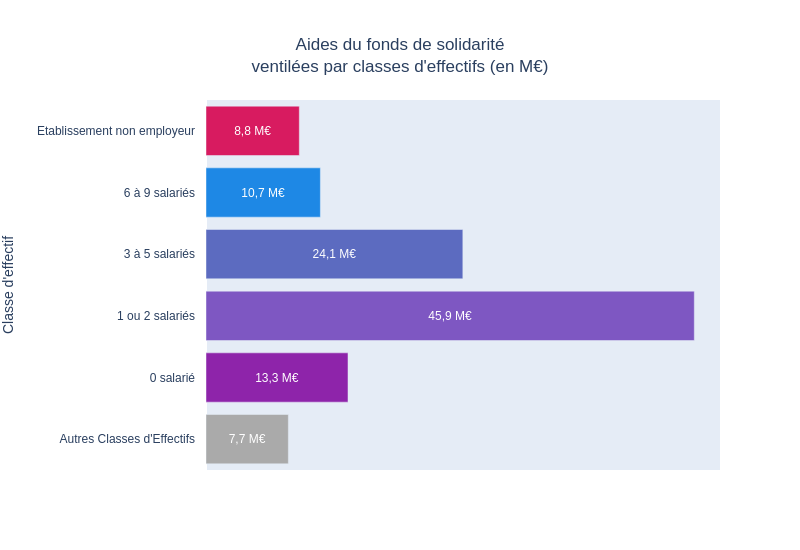 Aides du fonds de solidarité
ventilées par classes d'effectifs (en M€)
Classe d'effectif
Etablissement non employeur
8,8 M€
6 à 9 salariés
10,7 M€
3 à 5 salariés
24,1 M€
1 ou 2 salariés
45,9 M€
0 salarié
13,3 M€
Autres Classes d'Effectifs
7,7 M€